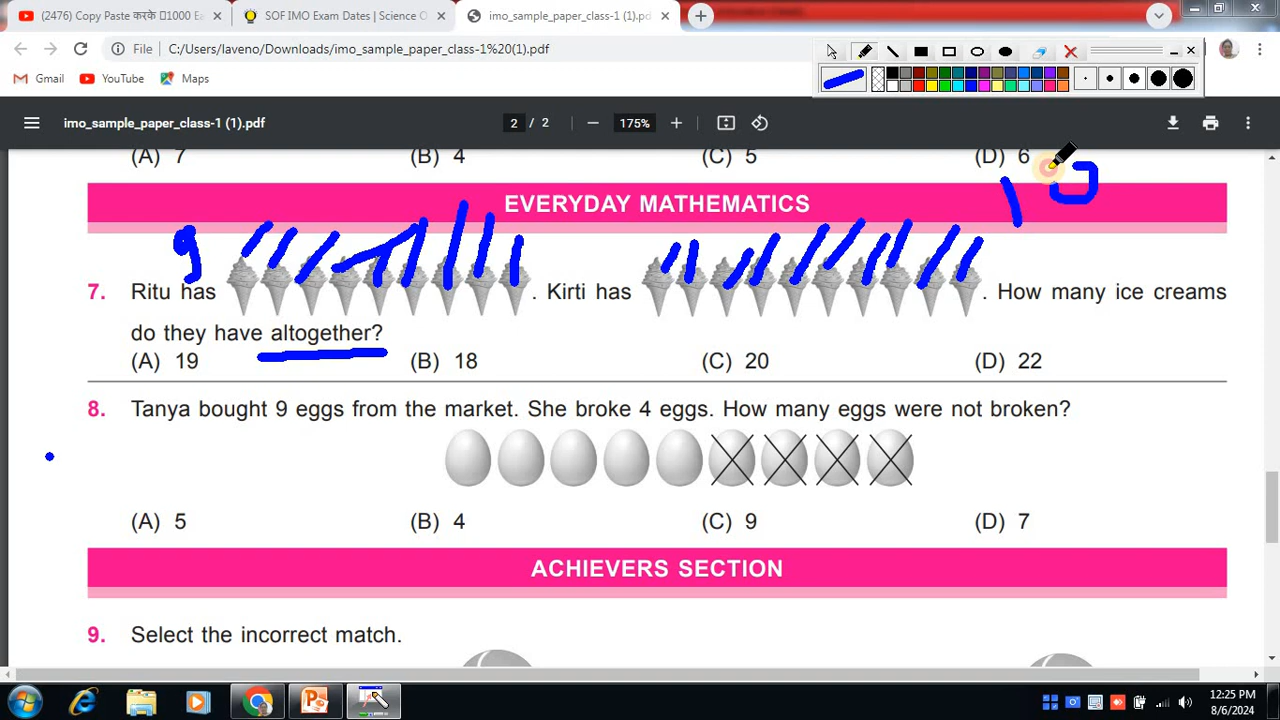 (2476) Copy Paste करके
SOF IMO Exam Dates | Science O
imo_sample_paper_class-1 (1).pd
File C:/Users/laveno/Downloads/imo_sample_paper_class-1%20(1).pdf
Gmail YouTube Maps
imo_sample_paper_class-1 (1).pdf 2 / 2 175%
(A) 7 (B) 4 (C) 5 (D) 6
10
EVERYDAY MATHEMATICS
9
7. Ritu has . Kirti has . How many ice creams
do they have altogether?
(A) 19 (B) 18 (C) 20 (D) 22
8. Tanya bought 9 eggs from the market. She broke 4 eggs. How many eggs were not broken?
(A) 5 (B) 4 (C) 9 (D) 7
ACHIEVERS SECTION
9. Select the incorrect match.
12:25 PM
8/6/2024